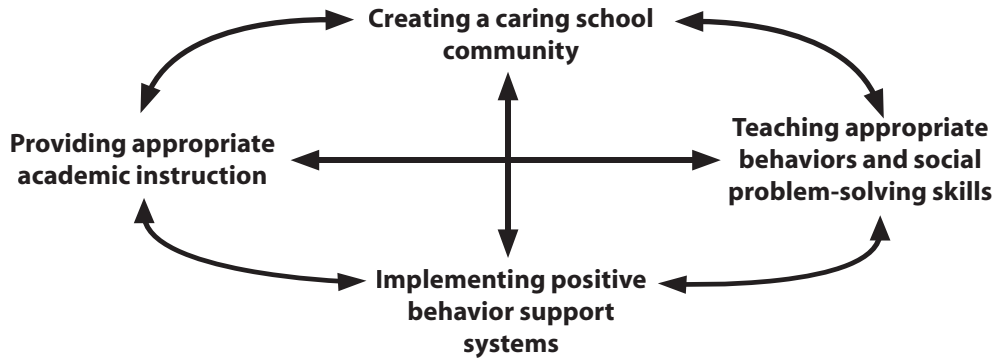 Creating a caring school
community
Providing appropriate
academic instruction
Teaching appropriate
behaviors and social
problem-solving skills
Implementing positive
behavior support
systems